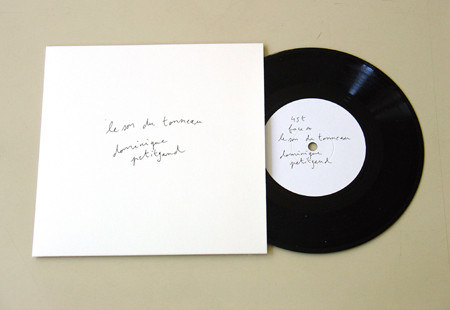 le son du tonneau
dominique
petitgand
45t
face A
le son du tonneau
dominique
petitgand